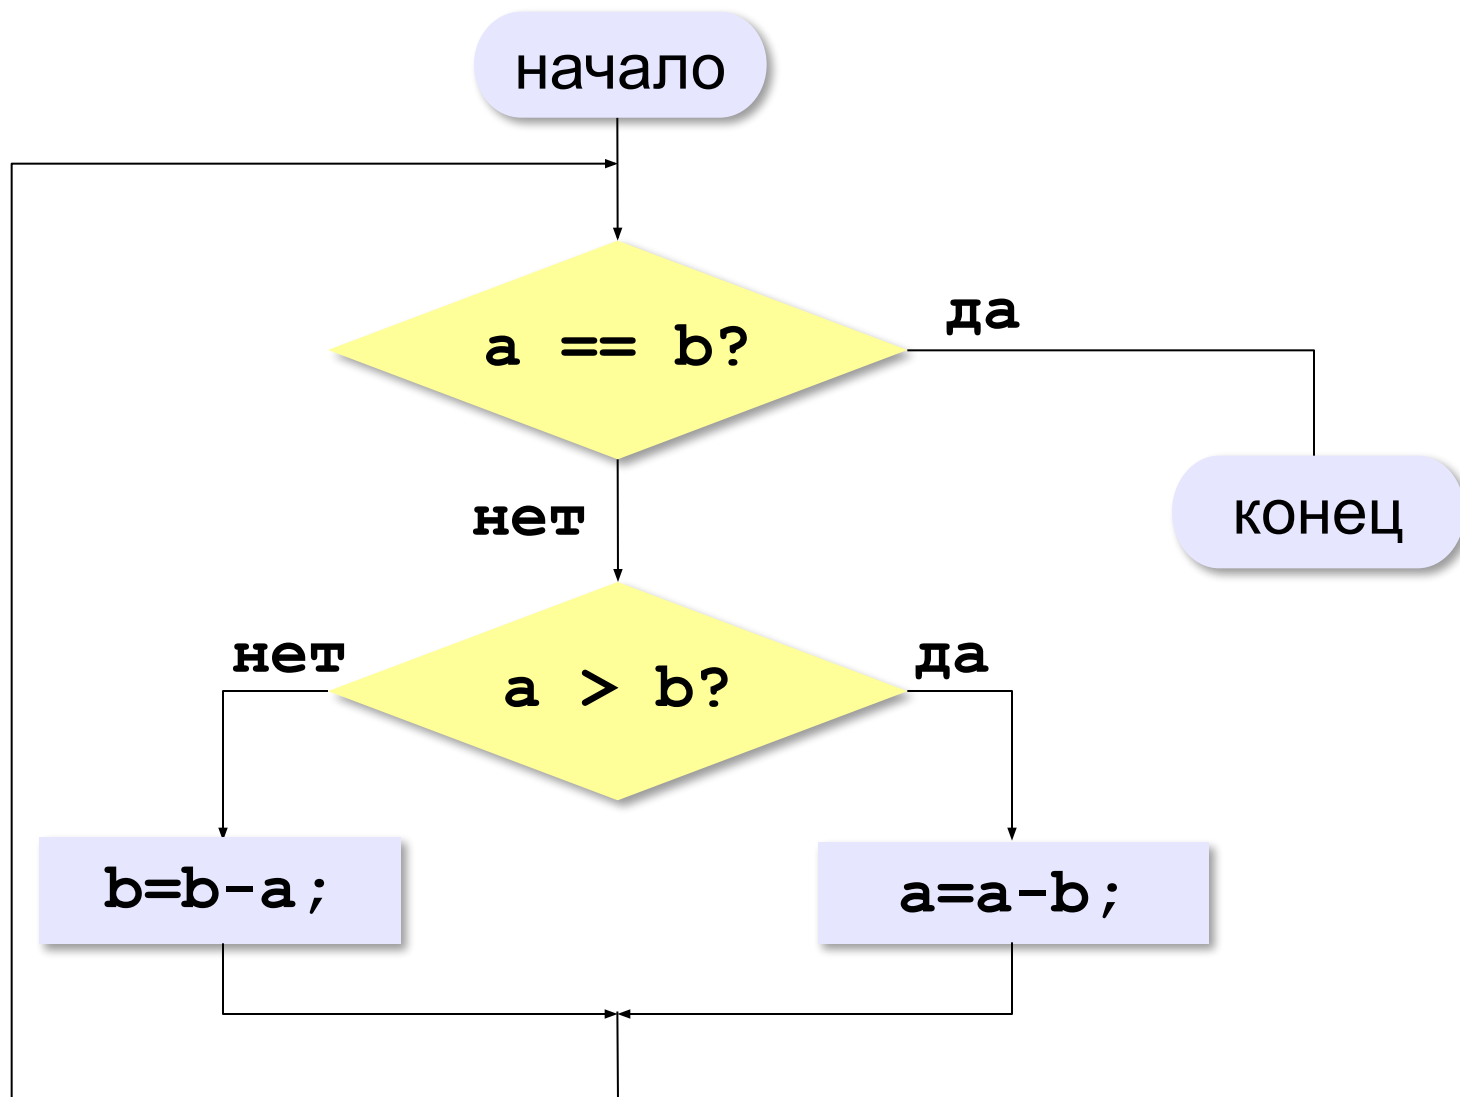 начало
a == b?
да
нет
конец
нет
a > b?
да
b=b-a;
a=a-b;